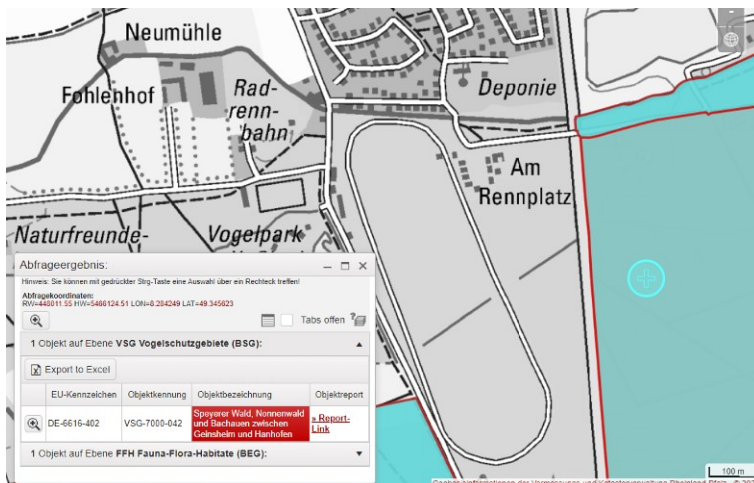 Neumühle
Fohlenhof
Rad-
renn-
bahn
Deponie
Am
Rennplatz
Naturfreunde-
Vogelpark
Abfrageergebnis:
Hinweis: Sie können mit gedrückter Strg-Taste eine Auswahl über ein Rechteck treffen!
Abfragekoordinaten:
RW=448011.55 HW=5466124.51 LON=8.284249 LAT=49.345623
Tabs offen
1 Objekt auf Ebene VSG Vogelschutzgebiete (BSG):
Export to Excel
EU-Kennzeichen Objektkennung Objektbezeichnung Objektreport
DE-6616-402 VSG-7000-042 Speyerer Wald, Nonnenwald
und Bachauen zwischen
Geinsheim und Hanhofen
» Report-
Link
1 Objekt auf Ebene FFH Fauna-Flora-Habitate (BEG):
100 m